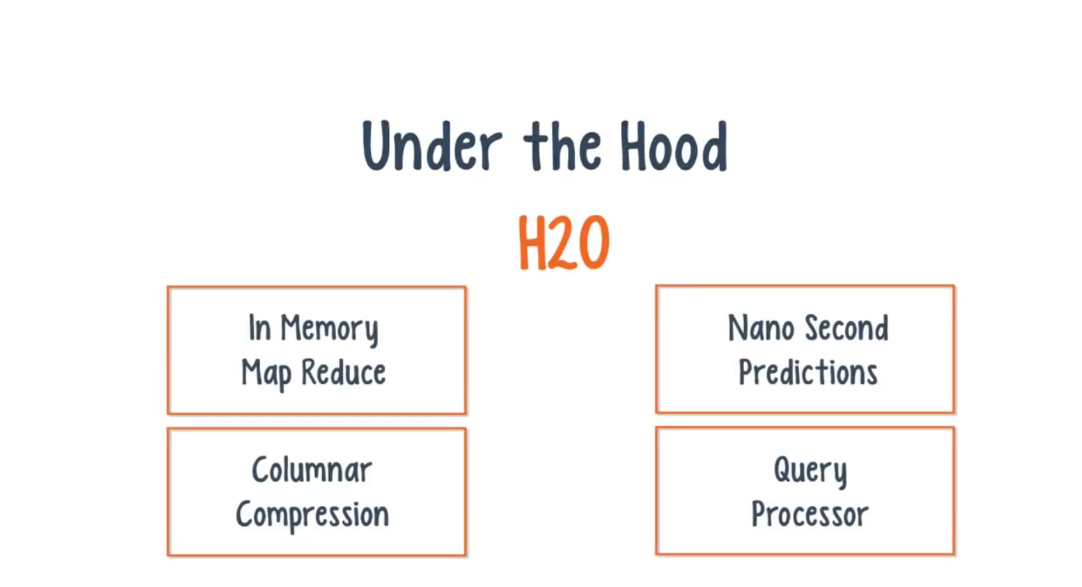 Under the Hood
H2O
In Memory
Map Reduce
Nano Second
Predictions
Columnar
Compression
Query
Processor